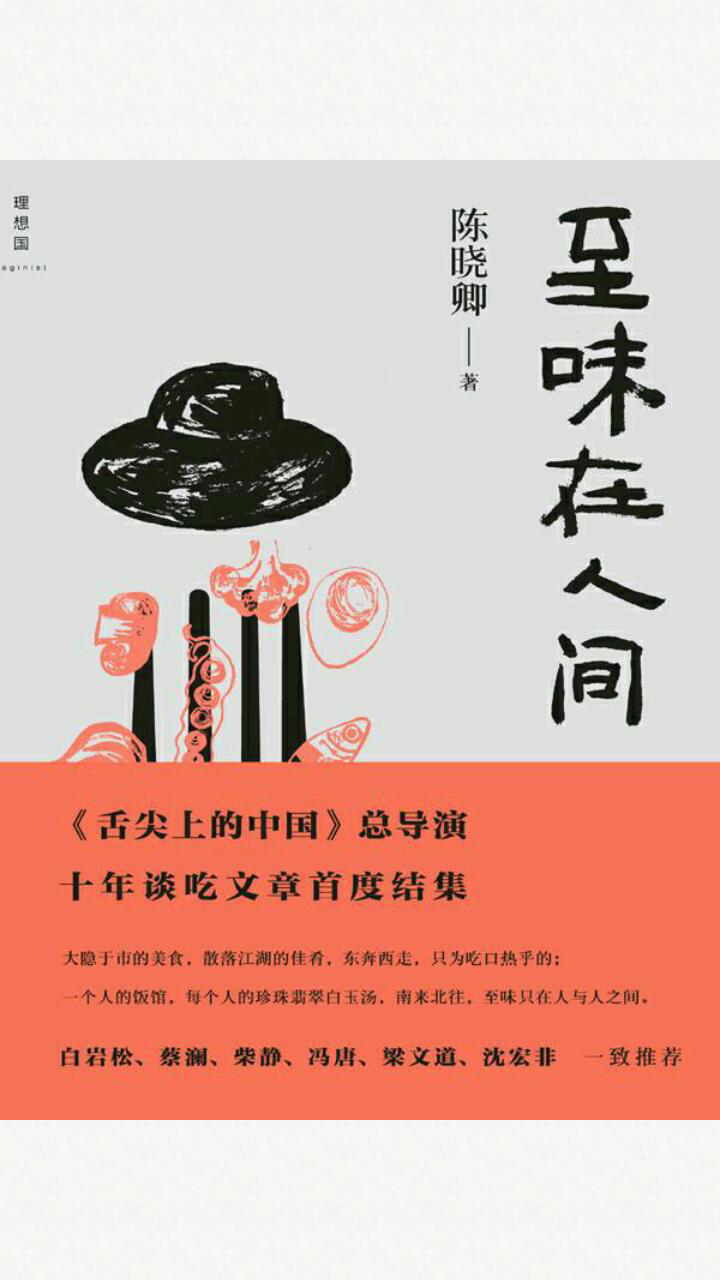 理想国
aginist
至味在人间
陈晓卿
著
《舌尖上的中国》总导演
十年谈吃文章首度结集
大隐于市的美食，散落江湖的佳肴，东奔西走，只为吃口热乎的；
一个人的饭馆，每个人的珍珠翡翠白玉汤，南来北往，至味只在人与人之间。
白岩松、蔡澜、柴静、冯唐、梁文道、沈宏非 一致推荐